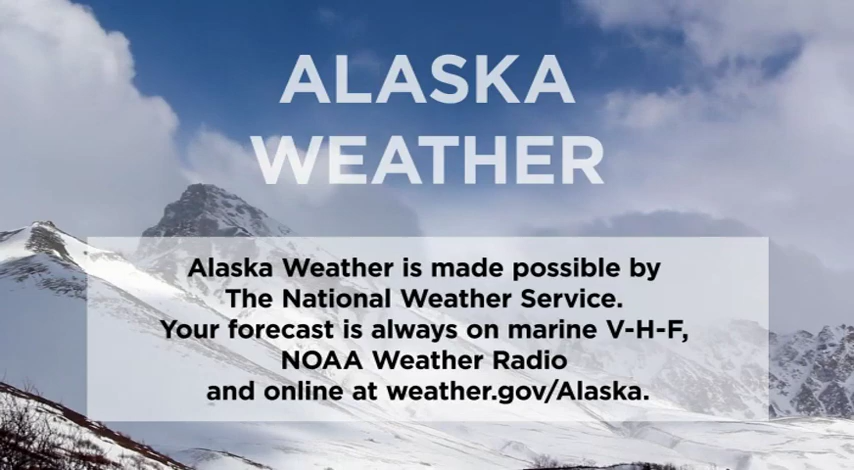 ALASKA
WEATHER
Alaska Weather is made possible by
The National Weather Service.
Your forecast is always on marine V-H-F,
NOAA Weather Radio
and online at weather.gov/Alaska.